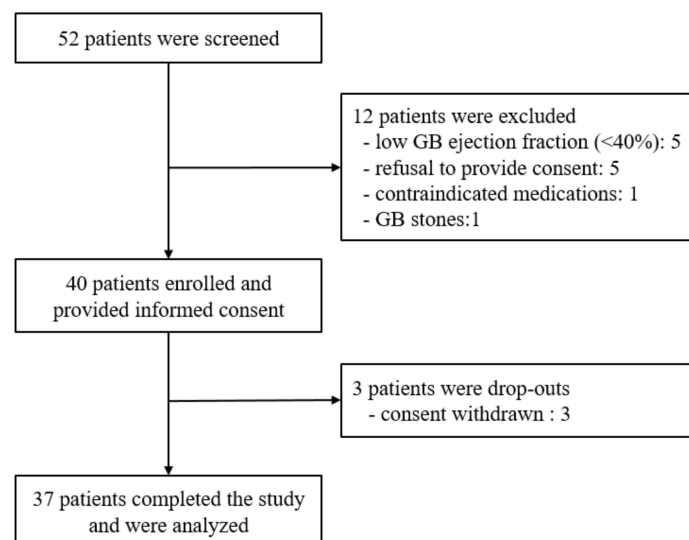 52 patients were screened
12 patients were excluded
- low GB ejection fraction (<40%): 5
- refusal to provide consent: 5
- contraindicated medications: 1
- GB stones:1
40 patients enrolled and
provided informed consent
3 patients were drop-outs
- consent withdrawn : 3
37 patients completed the study
and were analyzed